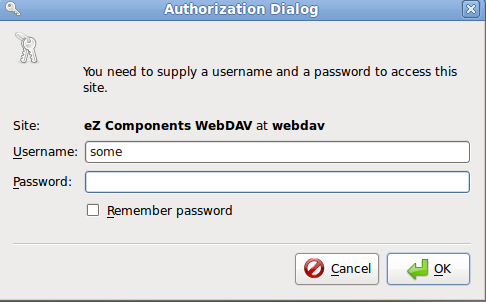 Authorization Dialog
You need to supply a username and a password to access this
site.
Site: eZ Components WebDAV at webdav
Username: some
Password:
Remember password
Cancel OK